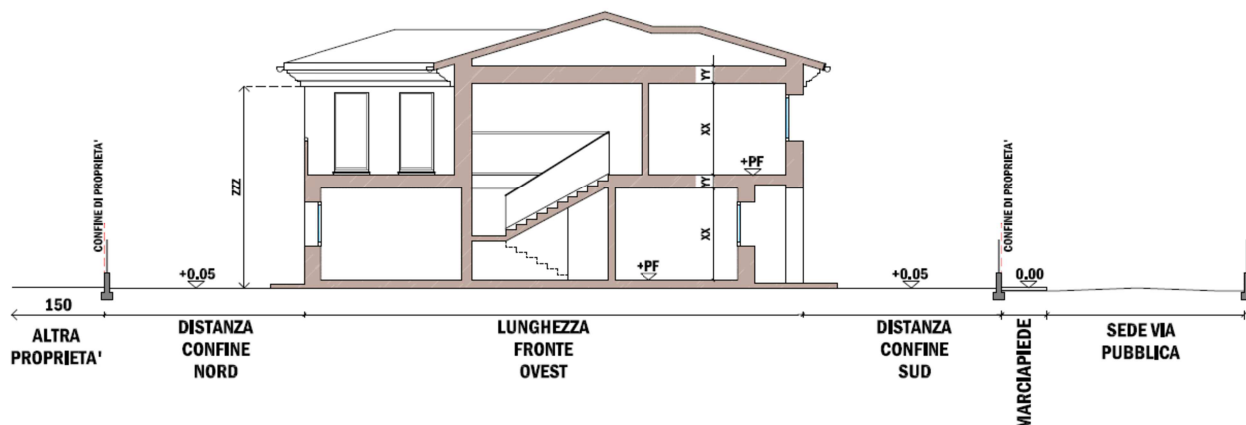 YY
XX
+PF
YY
XX
+PF
ZZZ
CONFINE DI PROPRIETA'
CONFINE DI PROPRIETA'
+0.05
+0.05
0.00
150
ALTRA
PROPRIETA'
DISTANZA
CONFINE
NORD
LUNGHEZZA
FRONTE
OVEST
DISTANZA
CONFINE
SUD
MARCIAPIEDE
SEDE VIA
PUBBLICA